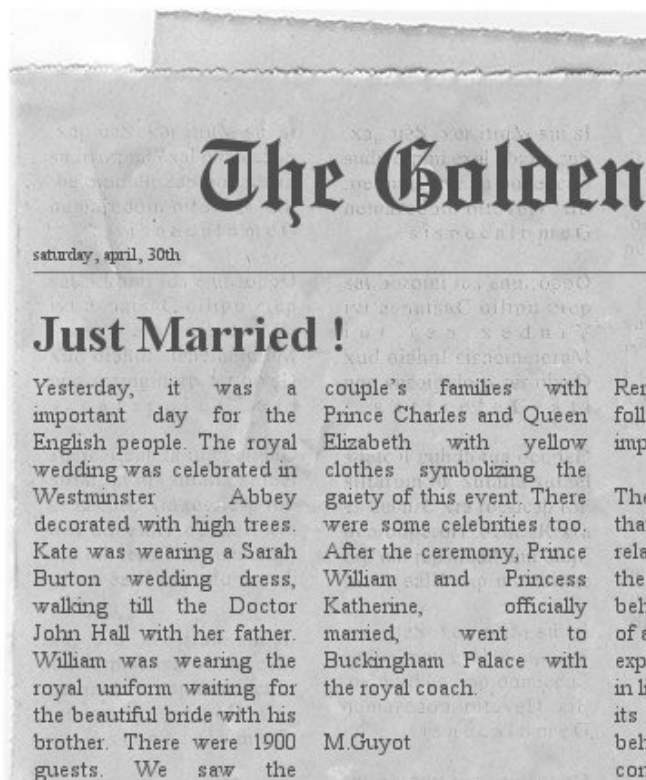 The Golden
saturday, april, 30th
Just Married !
Yesterday, it was a
important day for the
English people. The royal
wedding was celebrated in
Westminster Abbey
decorated with high trees.
Kate was wearing a Sarah
Burton wedding dress,
walking till the Doctor
John Hall with her father.
William was wearing the
royal uniform waiting for
the beautiful bride with his
brother. There were 1900
guests. We saw the
couple's families with
Prince Charles and Queen
Elizabeth with yellow
clothes symbolizing the
gaiety of this event. There
were some celebrities too.
After the ceremony, Prince
William and Princess
Katherine, officially
married, went to
Buckingham Palace with
the royal coach.
M.Guyot